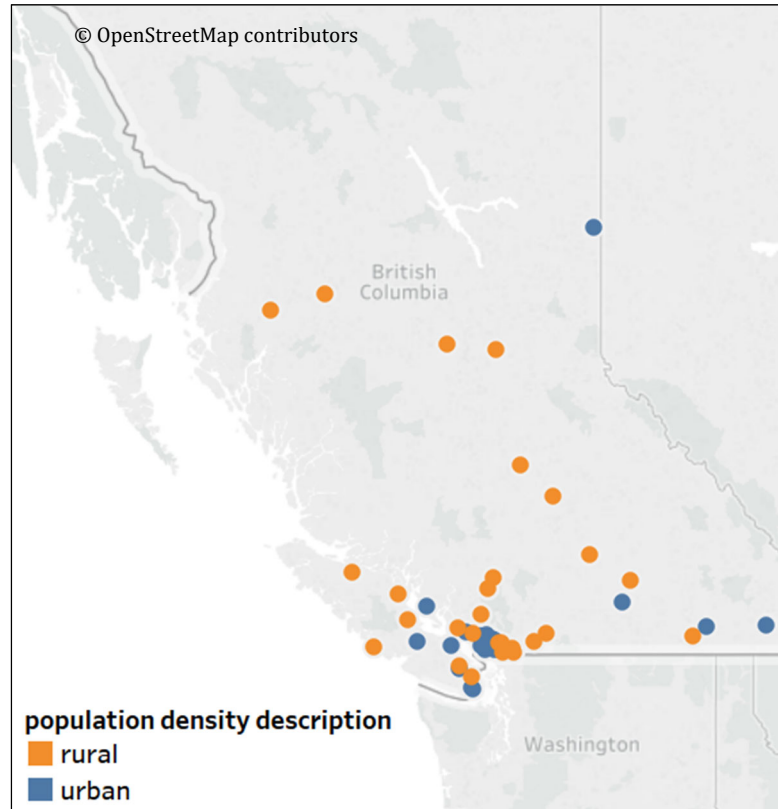 © OpenStreetMap contributors
British
Columbia
Washington
population density description
rural
urban